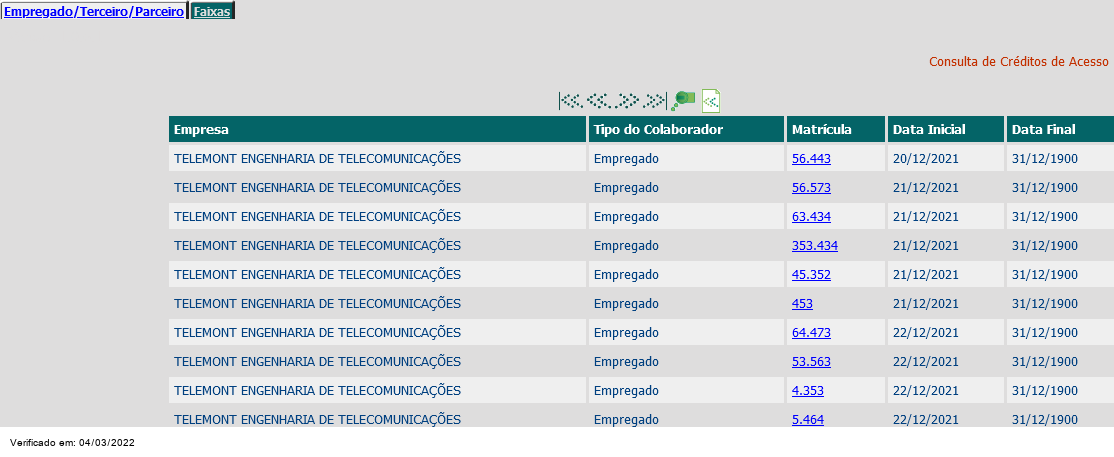 Empregado/Terceiro/Parceiro Faixas
Consulta de Créditos de Acesso
Empresa Tipo do Colaborador Matrícula Data Inicial Data Final
TELEMONT ENGENHARIA DE TELECOMUNICAÇÕES Empregado 56.443 20/12/2021 31/12/1900
TELEMONT ENGENHARIA DE TELECOMUNICAÇÕES Empregado 56.573 21/12/2021 31/12/1900
TELEMONT ENGENHARIA DE TELECOMUNICAÇÕES Empregado 63.434 21/12/2021 31/12/1900
TELEMONT ENGENHARIA DE TELECOMUNICAÇÕES Empregado 353.434 21/12/2021 31/12/1900
TELEMONT ENGENHARIA DE TELECOMUNICAÇÕES Empregado 45.352 21/12/2021 31/12/1900
TELEMONT ENGENHARIA DE TELECOMUNICAÇÕES Empregado 453 21/12/2021 31/12/1900
TELEMONT ENGENHARIA DE TELECOMUNICAÇÕES Empregado 64.473 22/12/2021 31/12/1900
TELEMONT ENGENHARIA DE TELECOMUNICAÇÕES Empregado 53.563 22/12/2021 31/12/1900
TELEMONT ENGENHARIA DE TELECOMUNICAÇÕES Empregado 4.353 22/12/2021 31/12/1900
TELEMONT ENGENHARIA DE TELECOMUNICAÇÕES Empregado 5.464 22/12/2021 31/12/1900
Verificado em: 04/03/2022